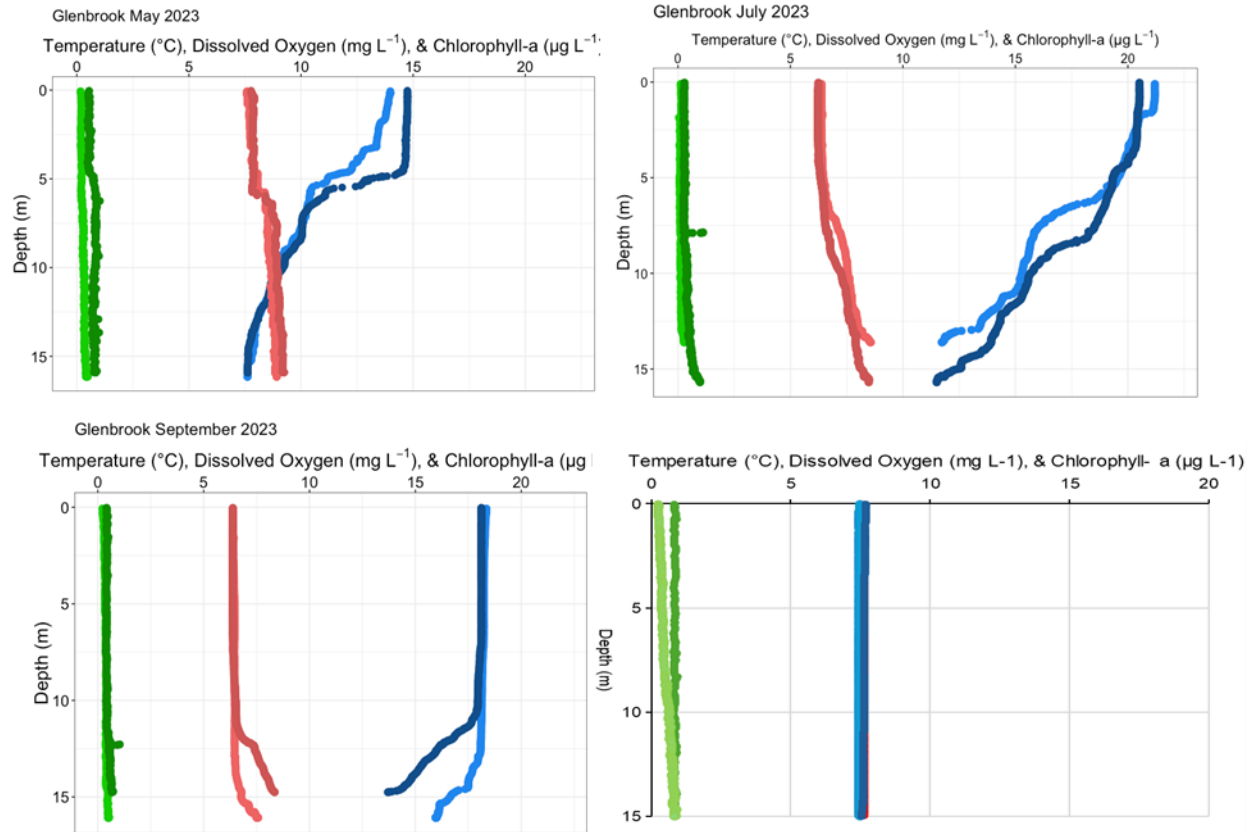 Glenbrook May 2023
Temperature (°C), Dissolved Oxygen (mg L⁻¹), & Chlorophyll-a (µg L⁻¹
0 5 10 15 20
0
5
10
15
Depth (m)
Glenbrook July 2023
Temperature (°C), Dissolved Oxygen (mg L⁻¹), & Chlorophyll-a (µg L⁻¹)
0 5 10 15 20
0
5
10
15
Depth (m)
Glenbrook September 2023
Temperature (°C), Dissolved Oxygen (mg L⁻¹), & Chlorophyll-a (µg
0 5 10 15 20
0
5
10
15
Depth (m)
Temperature (°C), Dissolved Oxygen (mg L-1), & Chlorophyll- a (µg L-1)
0 5 10 15 20
0
5
10
15
Depth (m)